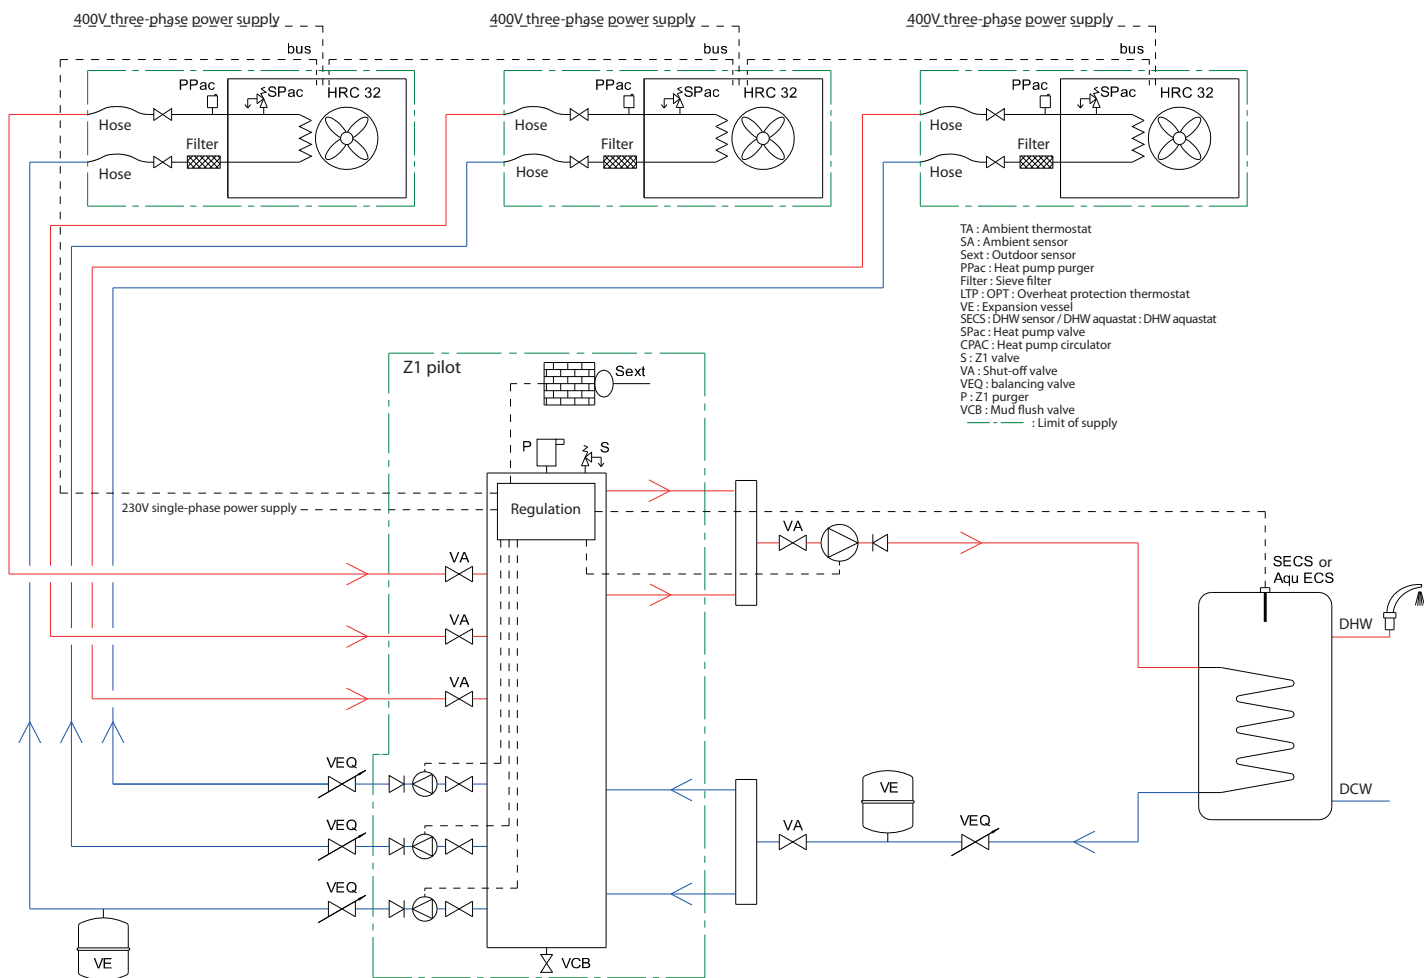 400V three-phase power supply
400V three-phase power supply
400V three-phase power supply
bus
bus
bus
PPac
SPac
HRC 32
Hose
Filter
Hose
PPac
SPac
HRC 32
Hose
Filter
Hose
PPac
SPac
HRC 32
Hose
Filter
Hose
TA : Ambient thermostat
SA : Ambient sensor
Sext : Outdoor sensor
PPac : Heat pump purger
Filter : Sieve filter
LTP : OPT : Overheat protection thermostat
VE : Expansion vessel
SECS : DHW sensor / DHW aquastat : DHW aquastat
SPac : Heat pump valve
CPAC : Heat pump circulator
S : Z1 valve
VA : Shut-off valve
VEQ : balancing valve
P : Z1 purger
VCB : Mud flush valve
: Limit of supply
Z1 pilot
Sext
P
S
230V single-phase power supply
Regulation
VA
VA
VA
VA
SECS or
Aqu ECS
DHW
DCW
VEQ
VEQ
VEQ
VE
VA
VEQ
VE
VCB